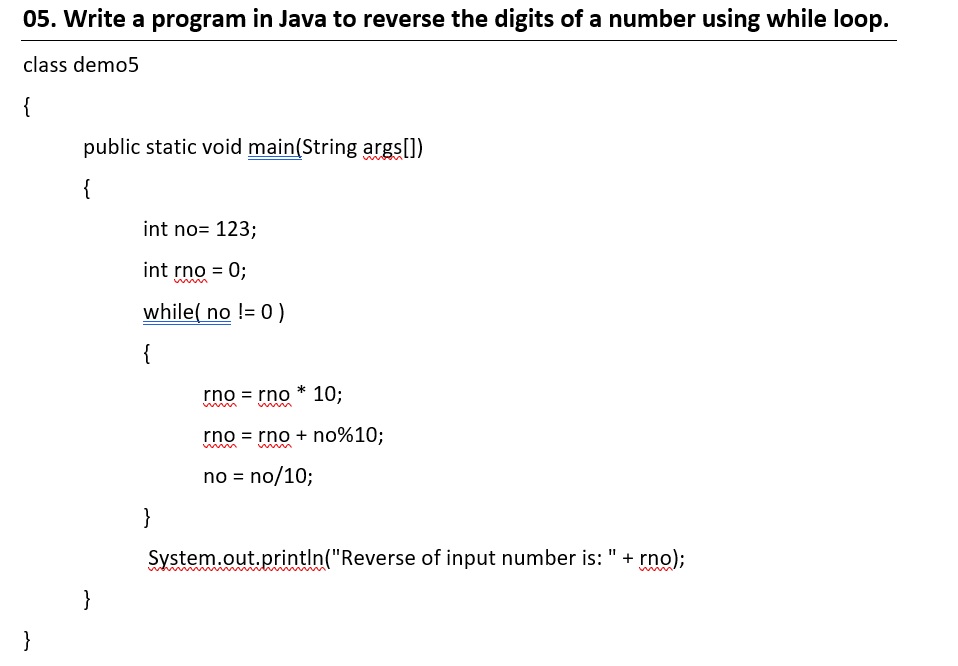 05. Write a program in Java to reverse the digits of a number using while loop.
class demo5
{
public static void main(String args[])
{
int no= 123;
int rno = 0;
while( no != 0 )
{
rno = rno * 10;
rno = rno + no%10;
no = no/10;
}
System.out.println("Reverse of input number is: " + rno);
}
}